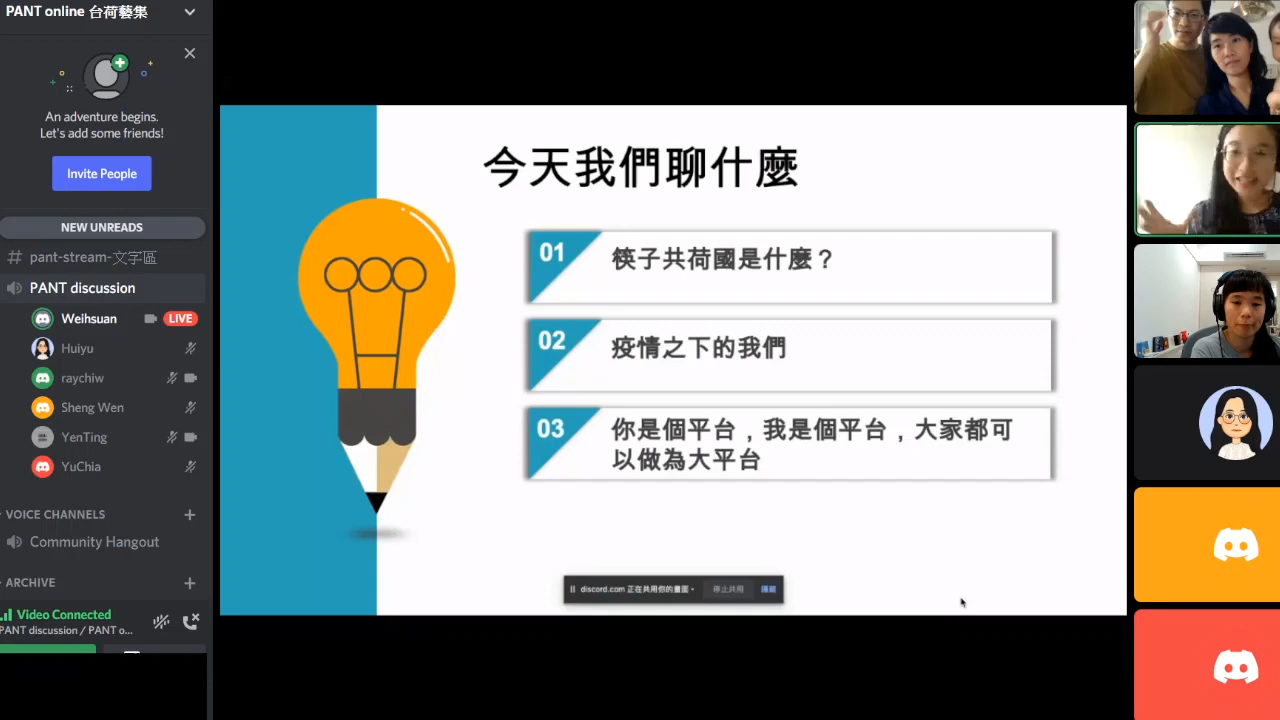 PANT online 台荷藝集
An adventure begins.
Let's add some friends!
Invite People
NEW UNREADS
# pant-stream-文字區
PANT discussion
Weihsuan
LIVE
Huiyu
raychiw
Sheng Wen
YenTing
YuChia
VOICE CHANNELS
Community Hangout
ARCHIVE
Video Connected
PANT discussion / PANT o...
今天我們聊什麼
01
筷子共荷國是什麼？
02
疫情之下的我們
03
你是個平台，我是個平台，大家都可
以做為大平台
discord.com 正在共用你的畫面。
停止共用
隱藏